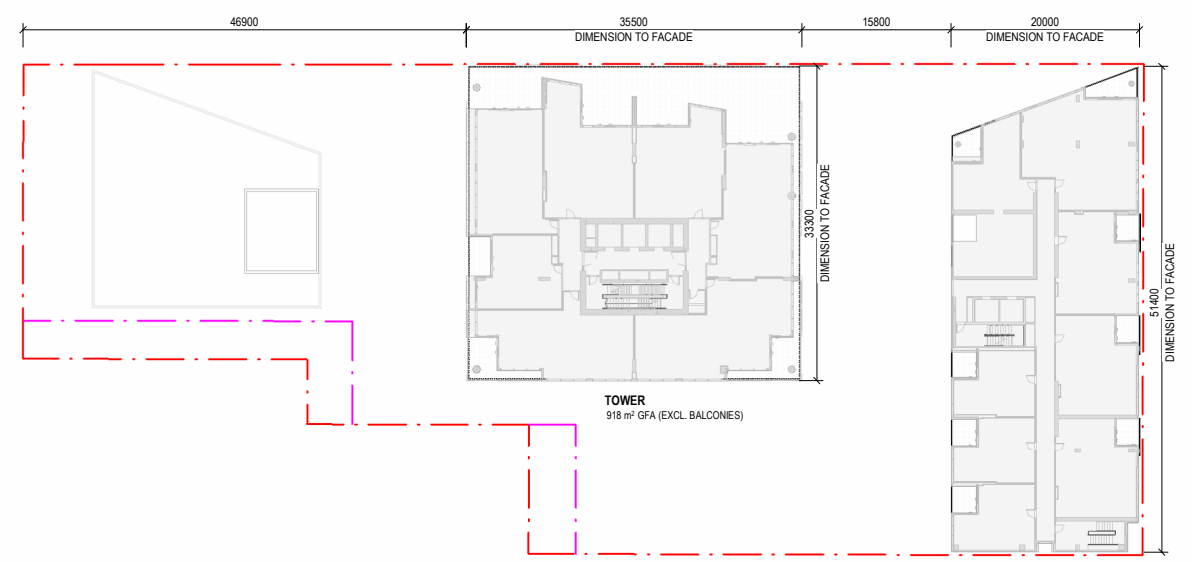 46900
35500
15800
20000
DIMENSION TO FACADE
DIMENSION TO FACADE
33300
DIMENSION TO FACADE
51400
DIMENSION TO FACADE
TOWER
918 m² GFA (EXCL. BALCONIES)